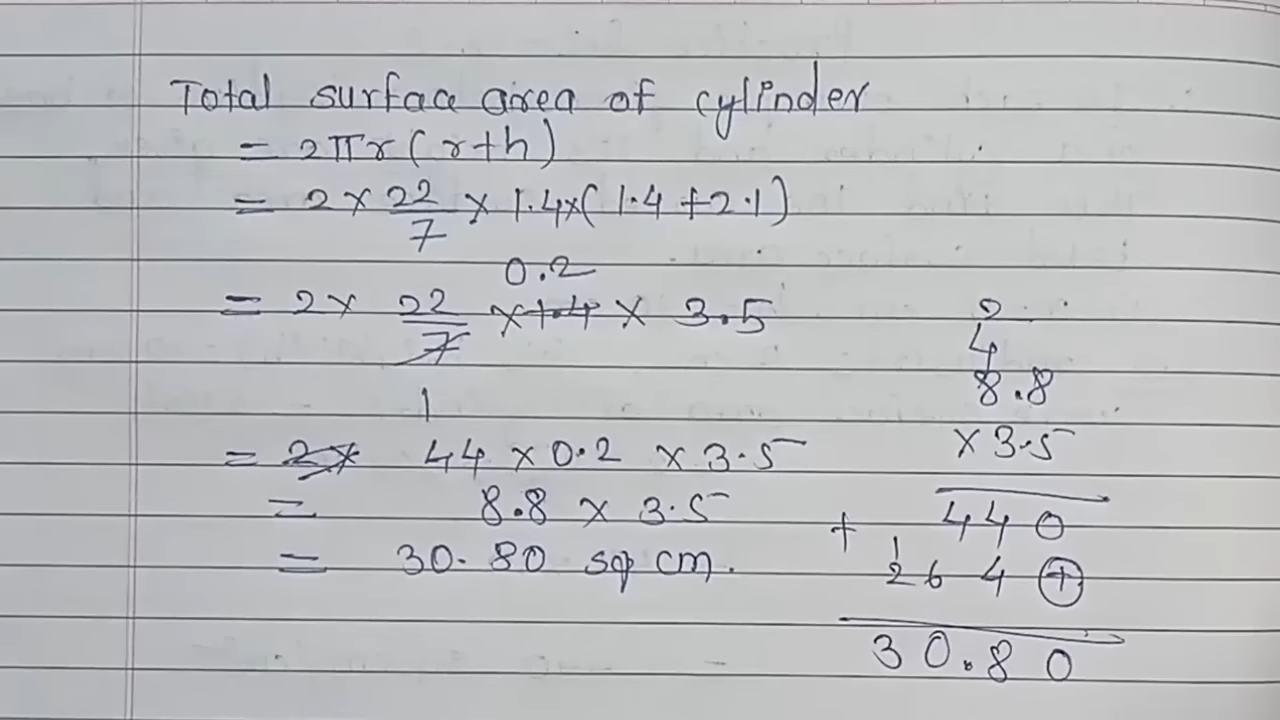 Total surface area of cylinder
= 2πr(r+h)
= 2 × 22/7 × 1.4×(1.4+2.1)
0.2
= 2 × 22/7 ×1.4 × 3.5
1
= 2× 44 × 0.2 × 3.5
= 8.8 × 3.5
= 30.80 sq cm.
2
4
8.8
×3.5
440
+ 1
264+
30.80